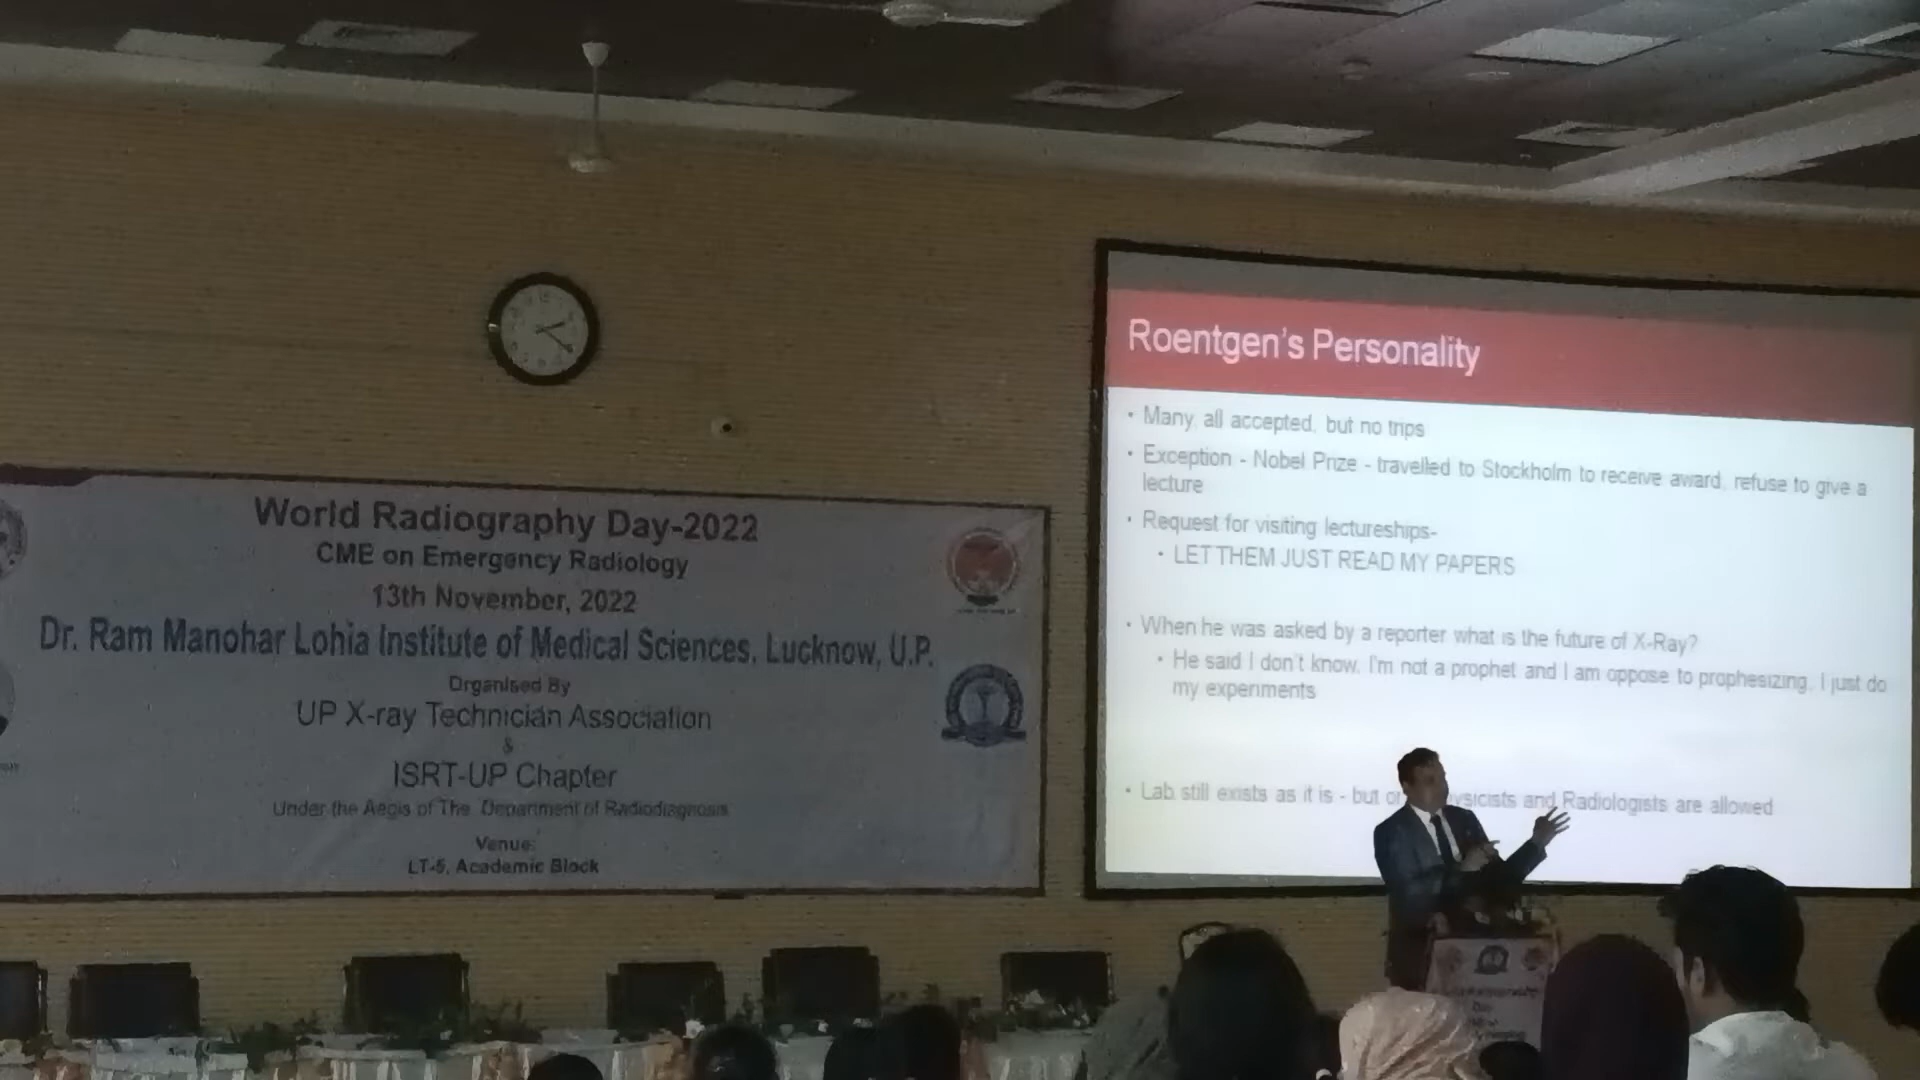 World Radiography Day-2022
CME on Emergency Radiology
13th November, 2022
Dr. Ram Manohar Lohia Institute of Medical Sciences, Lucknow, U.P.
Organised By
UP X-ray Technician Association
&
ISRT-UP Chapter
Under the Aegis of The Department of Radiodiagnosis
Venue:
LT-5, Academic Block
Roentgen's Personality
• Many, all accepted, but no trips
• Exception - Nobel Prize - travelled to Stockholm to receive award, refuse to give a
lecture
• Request for visiting lectureships-
• LET THEM JUST READ MY PAPERS
• When he was asked by a reporter what is the future of X-Ray?
• He said I don't know. I'm not a prophet and I am oppose to prophesizing, I just do
my experiments
• Lab still exists as it is - but or ysicists and Radiologists are allowed
Day